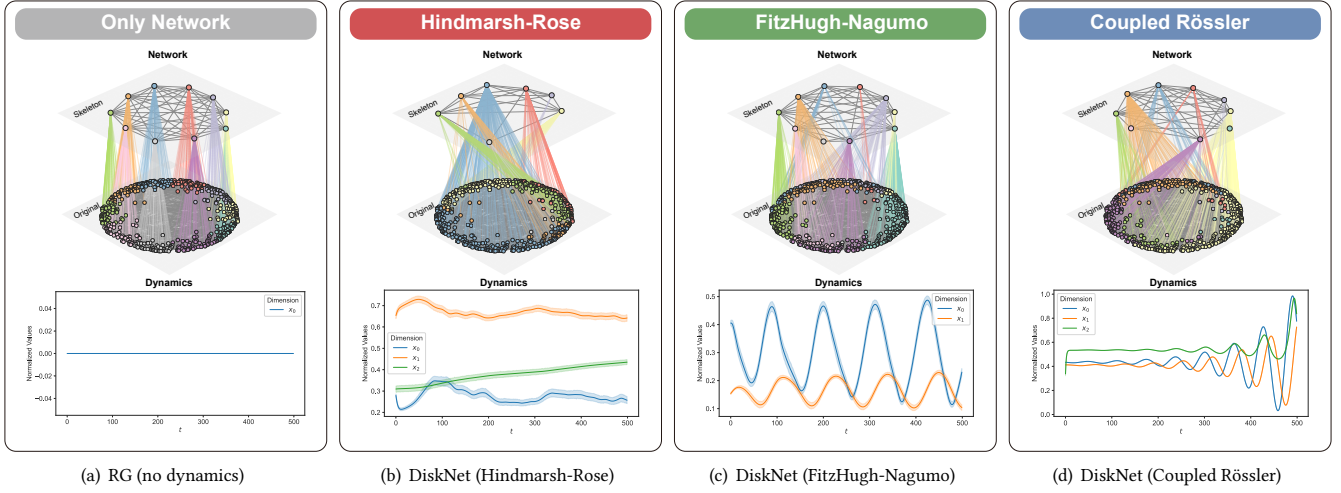 Only Network
Network
Skeleton
Original
Dynamics
Normalized Values
0.04
0.02
0.00
−0.02
−0.04
Dimension
x0
0 100 200 300 400 500
t
(a) RG (no dynamics)
Hindmarsh-Rose
Network
Skeleton
Original
Dynamics
Normalized Values
0.7
0.6
0.5
0.4
0.3
0.2
Dimension
x0
x1
x2
0 100 200 300 400 500
t
(b) DiskNet (Hindmarsh-Rose)
FitzHugh-Nagumo
Network
Skeleton
Original
Dynamics
Normalized Values
0.5
0.4
0.3
0.2
0.1
Dimension
x0
x1
0 100 200 300 400 500
t
(c) DiskNet (FitzHugh-Nagumo)
Coupled Rössler
Network
Skeleton
Original
Dynamics
Normalized Values
1.0
0.8
0.6
0.4
0.2
0.0
Dimension
x0
x1
x2
0 100 200 300 400 500
t
(d) DiskNet (Coupled Rössler)